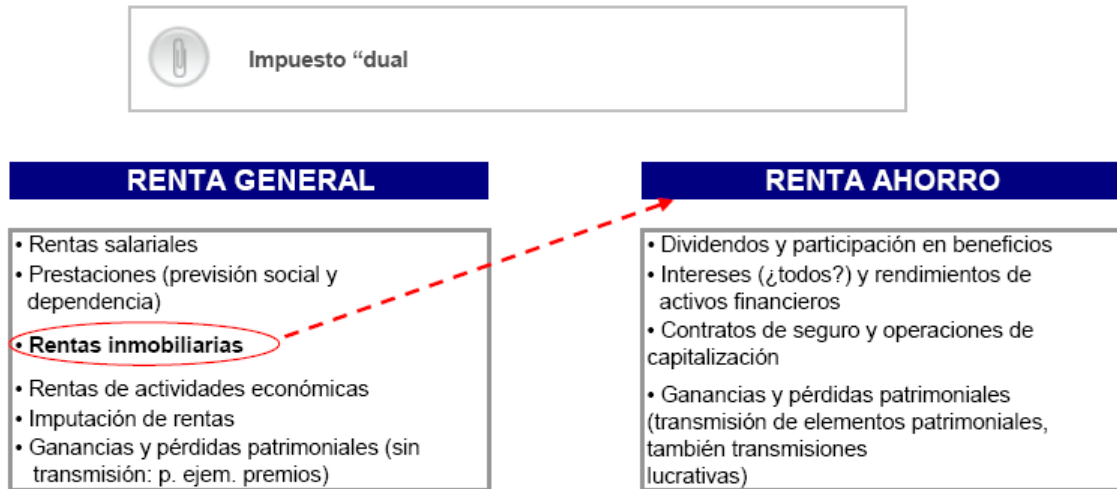 Impuesto “dual
RENTA GENERAL
• Rentas salariales
• Prestaciones (previsión social y
dependencia)
• Rentas inmobiliarias
• Rentas de actividades económicas
• Imputación de rentas
• Ganancias y pérdidas patrimoniales (sin
transmisión: p. ejem. premios)
RENTA AHORRO
• Dividendos y participación en beneficios
• Intereses (¿todos?) y rendimientos de
activos financieros
• Contratos de seguro y operaciones de
capitalización
• Ganancias y pérdidas patrimoniales
(transmisión de elementos patrimoniales,
también transmisiones
lucrativas)